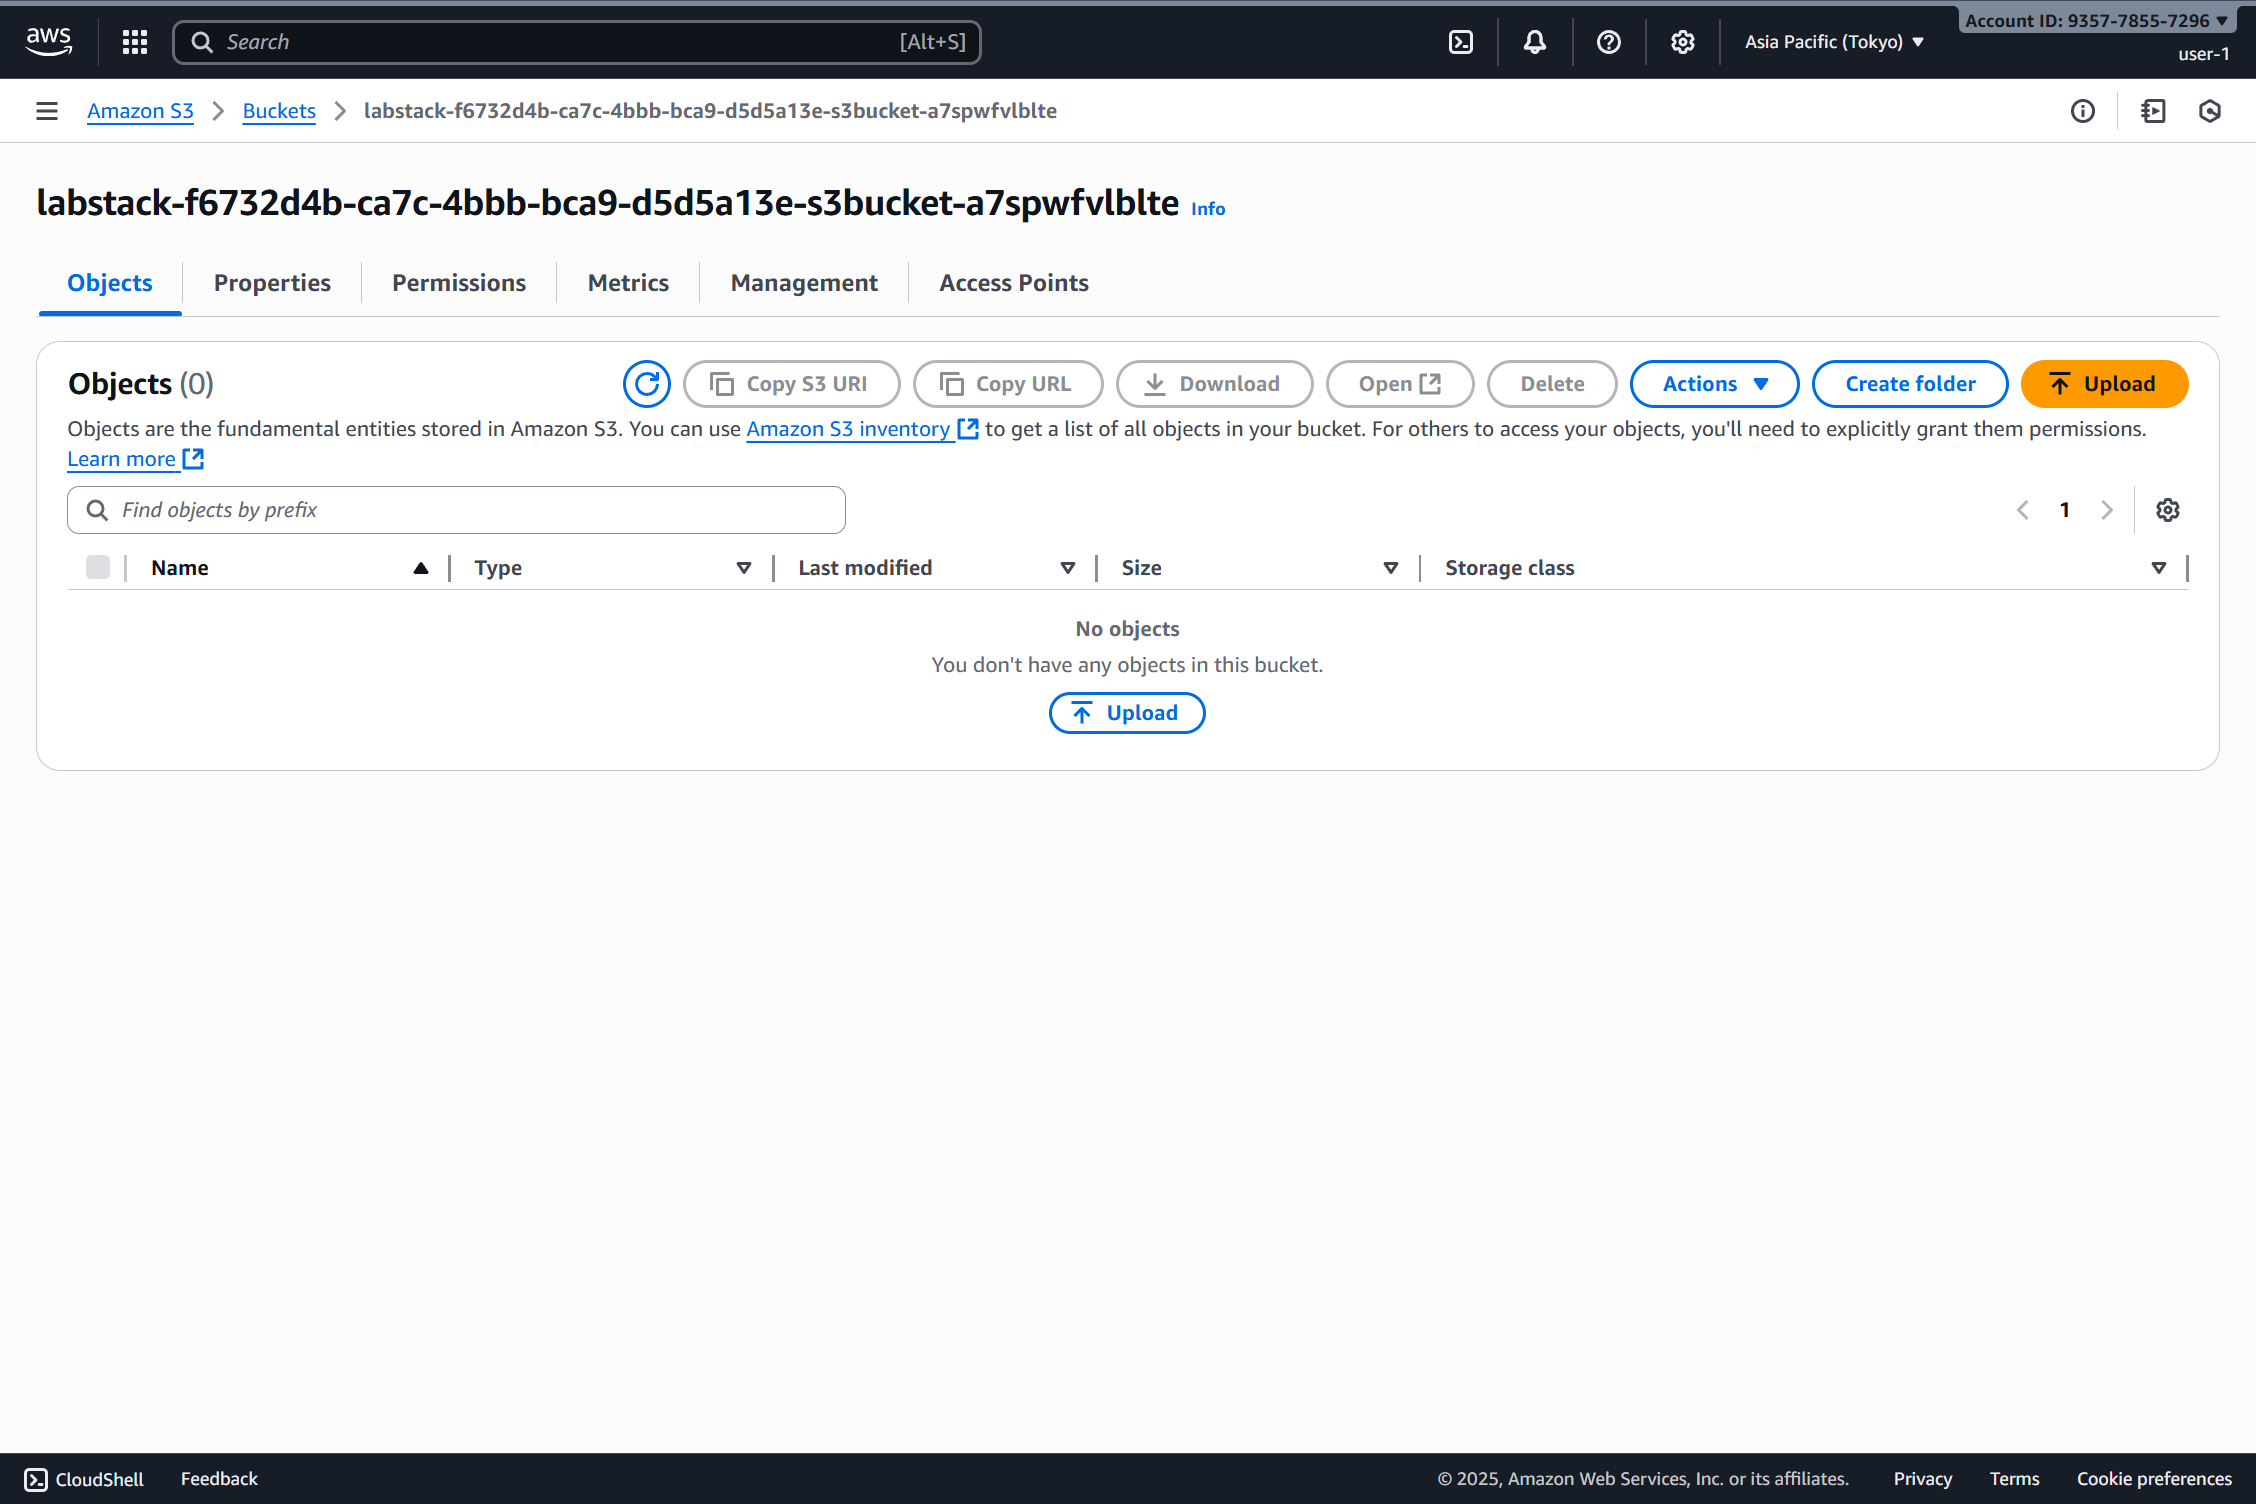 aws
Search [Alt+S]
Asia Pacific (Tokyo)
Account ID: 9357-7855-7296
user-1
Amazon S3 > Buckets > labstack-f6732d4b-ca7c-4bbb-bca9-d5d5a13e-s3bucket-a7spwfvlblte
labstack-f6732d4b-ca7c-4bbb-bca9-d5d5a13e-s3bucket-a7spwfvlblte Info
Objects Properties Permissions Metrics Management Access Points
Objects (0) Copy S3 URI Copy URL Download Open Delete Actions Create folder Upload
Objects are the fundamental entities stored in Amazon S3. You can use Amazon S3 inventory to get a list of all objects in your bucket. For others to access your objects, you'll need to explicitly grant them permissions.
Learn more
Find objects by prefix 1
Name Type Last modified Size Storage class
No objects
You don't have any objects in this bucket.
Upload
CloudShell Feedback © 2025, Amazon Web Services, Inc. or its affiliates. Privacy Terms Cookie preferences